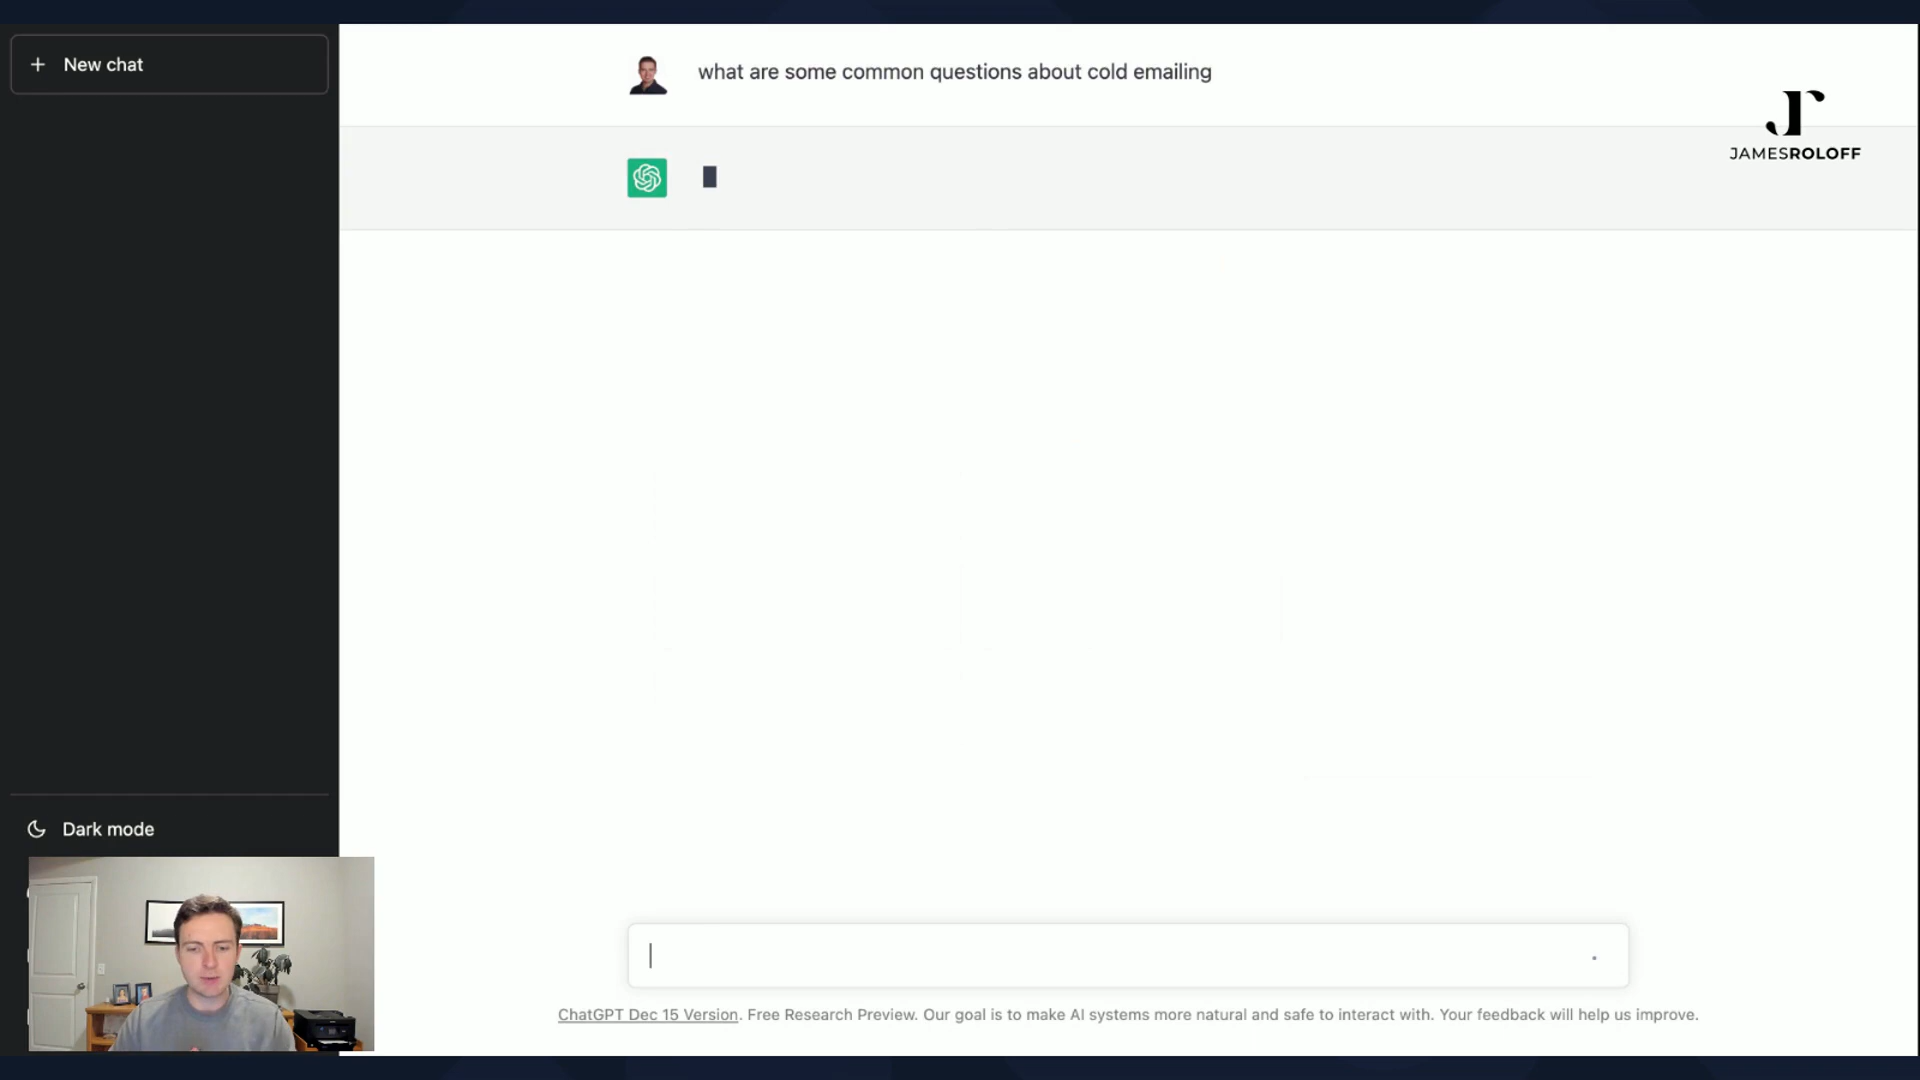 New chat
what are some common questions about cold emailing
JAMESROLOFF
Dark mode
ChatGPT Dec 15 Version. Free Research Preview. Our goal is to make AI systems more natural and safe to interact with. Your feedback will help us improve.